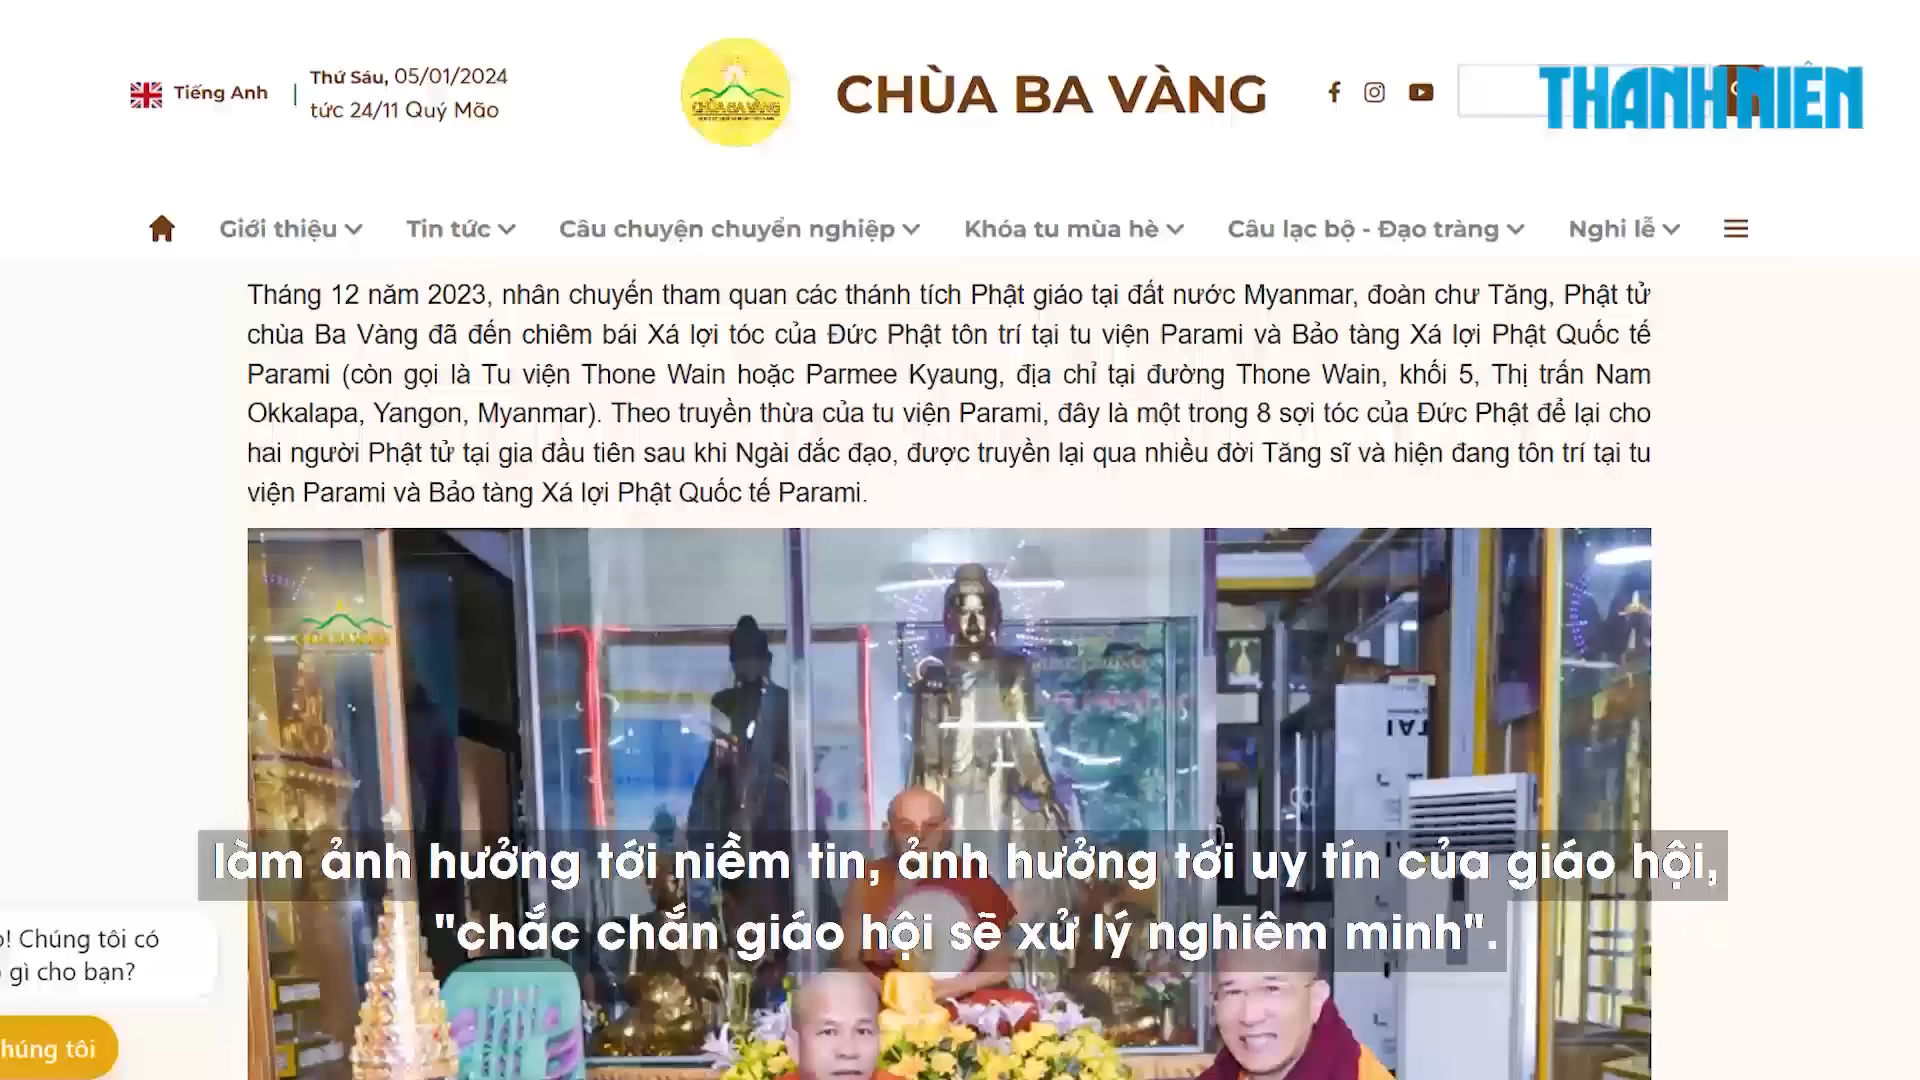 Tiếng Anh
Thứ Sáu, 05/01/2024
tức 24/11 Quý Mão
CHÙA BA VÀNG
CHÙA BA VÀNG
THANH NIÊN
Giới thiệu
Tin tức
Câu chuyện chuyển nghiệp
Khóa tu mùa hè
Câu lạc bộ - Đạo tràng
Nghi lễ
Tháng 12 năm 2023, nhân chuyến tham quan các thánh tích Phật giáo tại đất nước Myanmar, đoàn chư Tăng, Phật tử
chùa Ba Vàng đã đến chiêm bái Xá lợi tóc của Đức Phật tôn trí tại tu viện Parami và Bảo tàng Xá lợi Phật Quốc tế
Parami (còn gọi là Tu viện Thone Wain hoặc Parmee Kyaung, địa chỉ tại đường Thone Wain, khối 5, Thị trấn Nam
Okkalapa, Yangon, Myanmar). Theo truyền thừa của tu viện Parami, đây là một trong 8 sợi tóc của Đức Phật để lại cho
hai người Phật tử tại gia đầu tiên sau khi Ngài đắc đạo, được truyền lại qua nhiều đời Tăng sĩ và hiện đang tôn trí tại tu
viện Parami và Bảo tàng Xá lợi Phật Quốc tế Parami.
CHÙA BA VÀNG
làm ảnh hưởng tới niềm tin, ảnh hưởng tới uy tín của giáo hội,
"chắc chắn giáo hội sẽ xử lý nghiêm minh".
! Chúng tôi có
gì cho bạn?
húng tôi